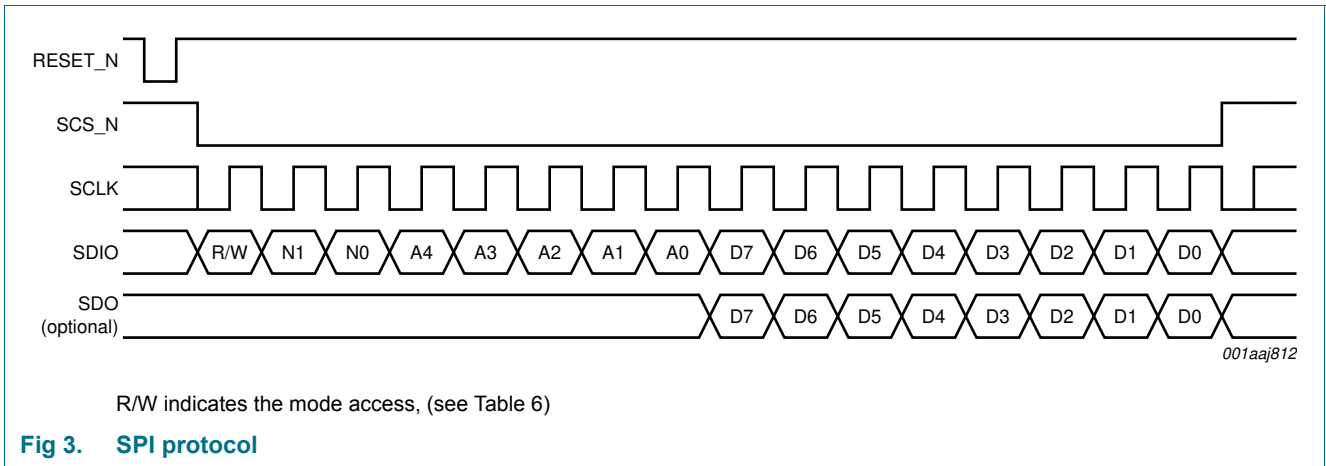 RESET_N
SCS_N
SCLK
SDIO R/W N1 N0 A4 A3 A2 A1 A0 D7 D6 D5 D4 D3 D2 D1 D0
SDO
(optional) D7 D6 D5 D4 D3 D2 D1 D0
001aaj812
R/W indicates the mode access, (see Table 6)
Fig 3. SPI protocol